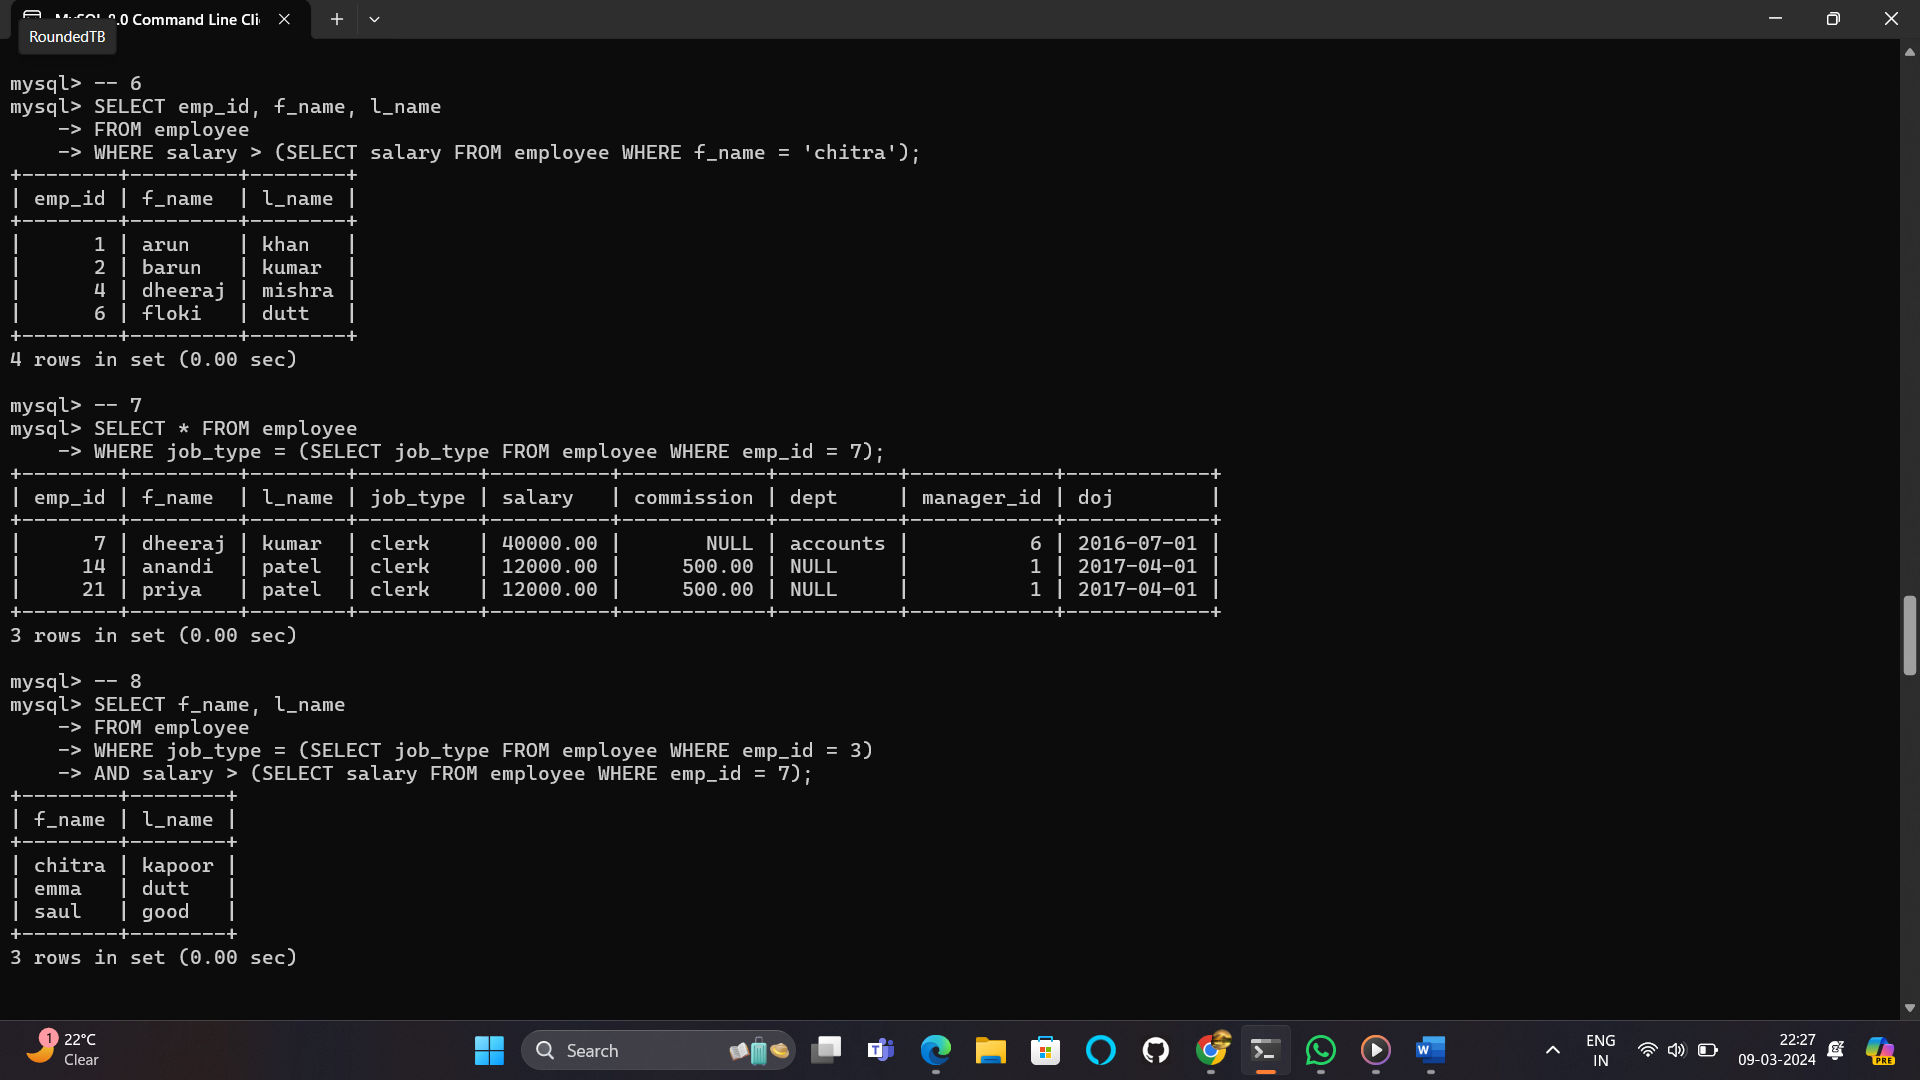 MySQL 8.0 Command Line Cli
RoundedTB
mysql> -- 6
mysql> SELECT emp_id, f_name, l_name
    -> FROM employee
    -> WHERE salary > (SELECT salary FROM employee WHERE f_name = 'chitra');
+--------+---------+--------+
| emp_id | f_name  | l_name |
+--------+---------+--------+
|      1 | arun    | khan   |
|      2 | barun   | kumar  |
|      4 | dheeraj | mishra |
|      6 | floki   | dutt   |
+--------+---------+--------+
4 rows in set (0.00 sec)
mysql> -- 7
mysql> SELECT * FROM employee
    -> WHERE job_type = (SELECT job_type FROM employee WHERE emp_id = 7);
+--------+---------+--------+----------+----------+------------+----------+------------+------------+
| emp_id | f_name  | l_name | job_type | salary   | commission | dept     | manager_id | doj        |
+--------+---------+--------+----------+----------+------------+----------+------------+------------+
|      7 | dheeraj | kumar  | clerk    | 40000.00 |       NULL | accounts |          6 | 2016-07-01 |
|     14 | anandi  | patel  | clerk    | 12000.00 |     500.00 | NULL     |          1 | 2017-04-01 |
|     21 | priya   | patel  | clerk    | 12000.00 |     500.00 | NULL     |          1 | 2017-04-01 |
+--------+---------+--------+----------+----------+------------+----------+------------+------------+
3 rows in set (0.00 sec)
mysql> -- 8
mysql> SELECT f_name, l_name
    -> FROM employee
    -> WHERE job_type = (SELECT job_type FROM employee WHERE emp_id = 3)
    -> AND salary > (SELECT salary FROM employee WHERE emp_id = 7);
+--------+--------+
| f_name | l_name |
+--------+--------+
| chitra | kapoor |
| emma   | dutt   |
| saul   | good   |
+--------+--------+
3 rows in set (0.00 sec)
1
22°C
Clear
Search
ENG
IN
22:27
09-03-2024
PRE